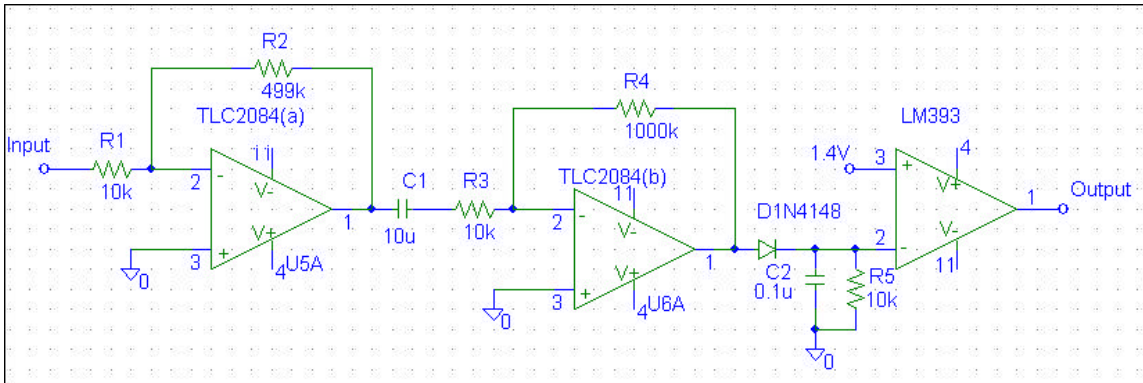 R2
499k
TLC2084(a)
Input
R1
10k
11
2
-
V-
V+
+
3
1
4
U5A
0
C1
10u
R3
10k
R4
1000k
TLC2084(b)
11
2
-
V-
V+
+
3
1
4
U6A
0
D1N4148
C2
0.1u
R5
10k
0
LM393
1.4V
3
+
4
V+
V-
-
2
11
1
Output